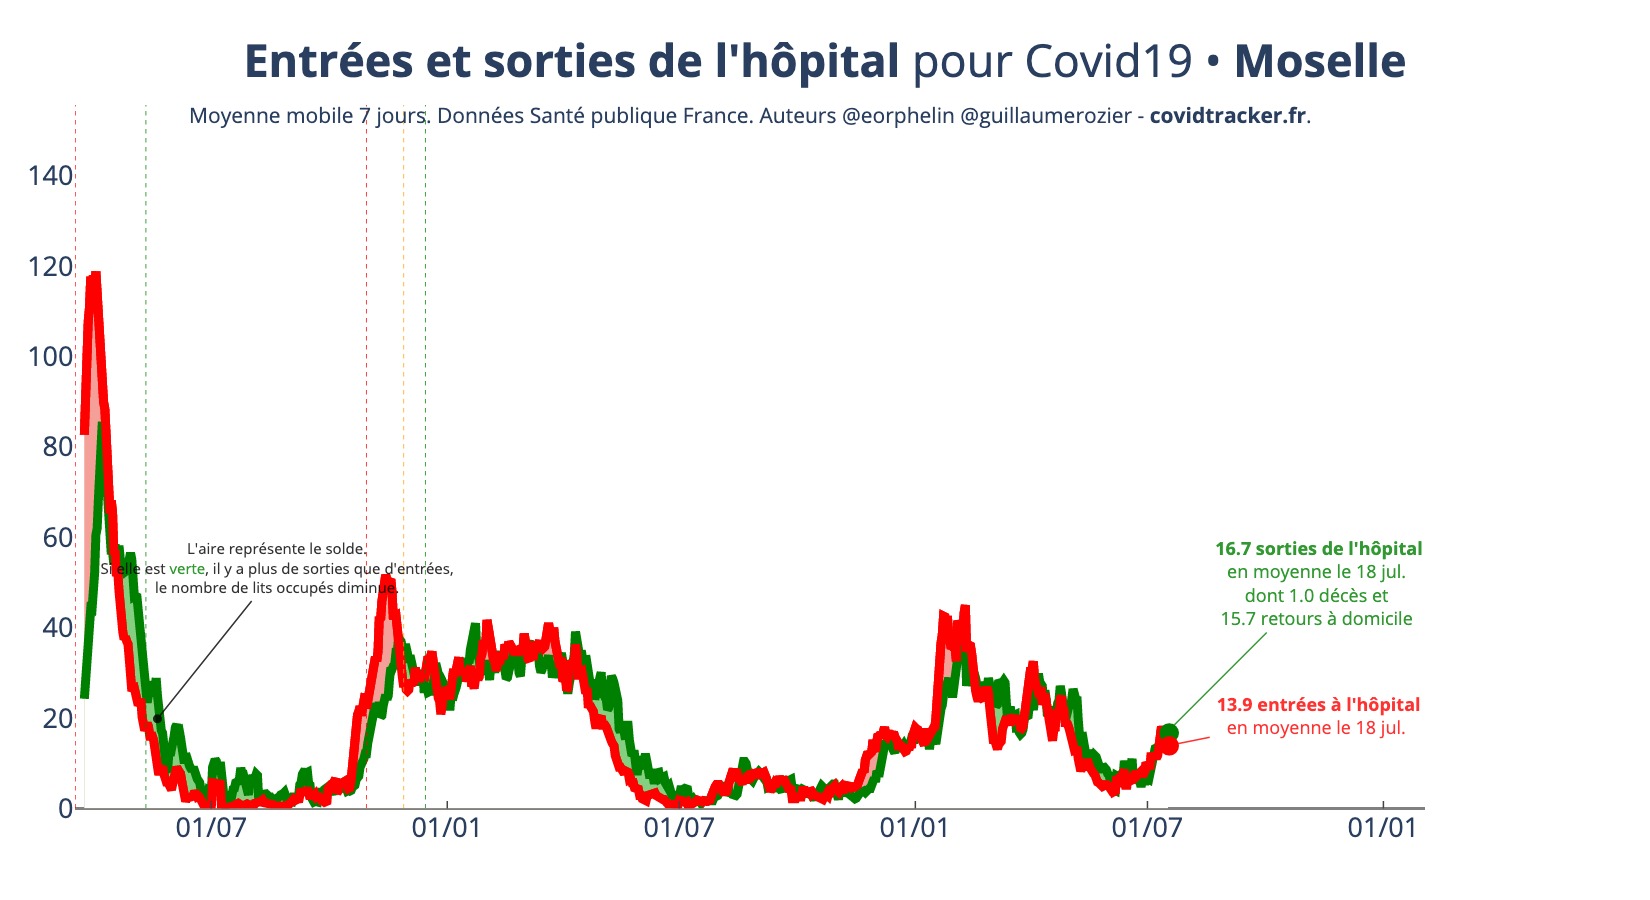 Entrées et sorties de l'hôpital pour Covid19 • Moselle
Moyenne mobile 7 jours. Données Santé publique France. Auteurs @eorphelin @guillaumerozier - covidtracker.fr.
140
120
100
80
60
40
20
0
L'aire représente le solde.
Si elle est verte, il y a plus de sorties que d'entrées,
le nombre de lits occupés diminue.
16.7 sorties de l'hôpital
en moyenne le 18 jul.
dont 1.0 décès et
15.7 retours à domicile
13.9 entrées à l'hôpital
en moyenne le 18 jul.
01/07 01/01 01/07 01/01 01/07 01/01